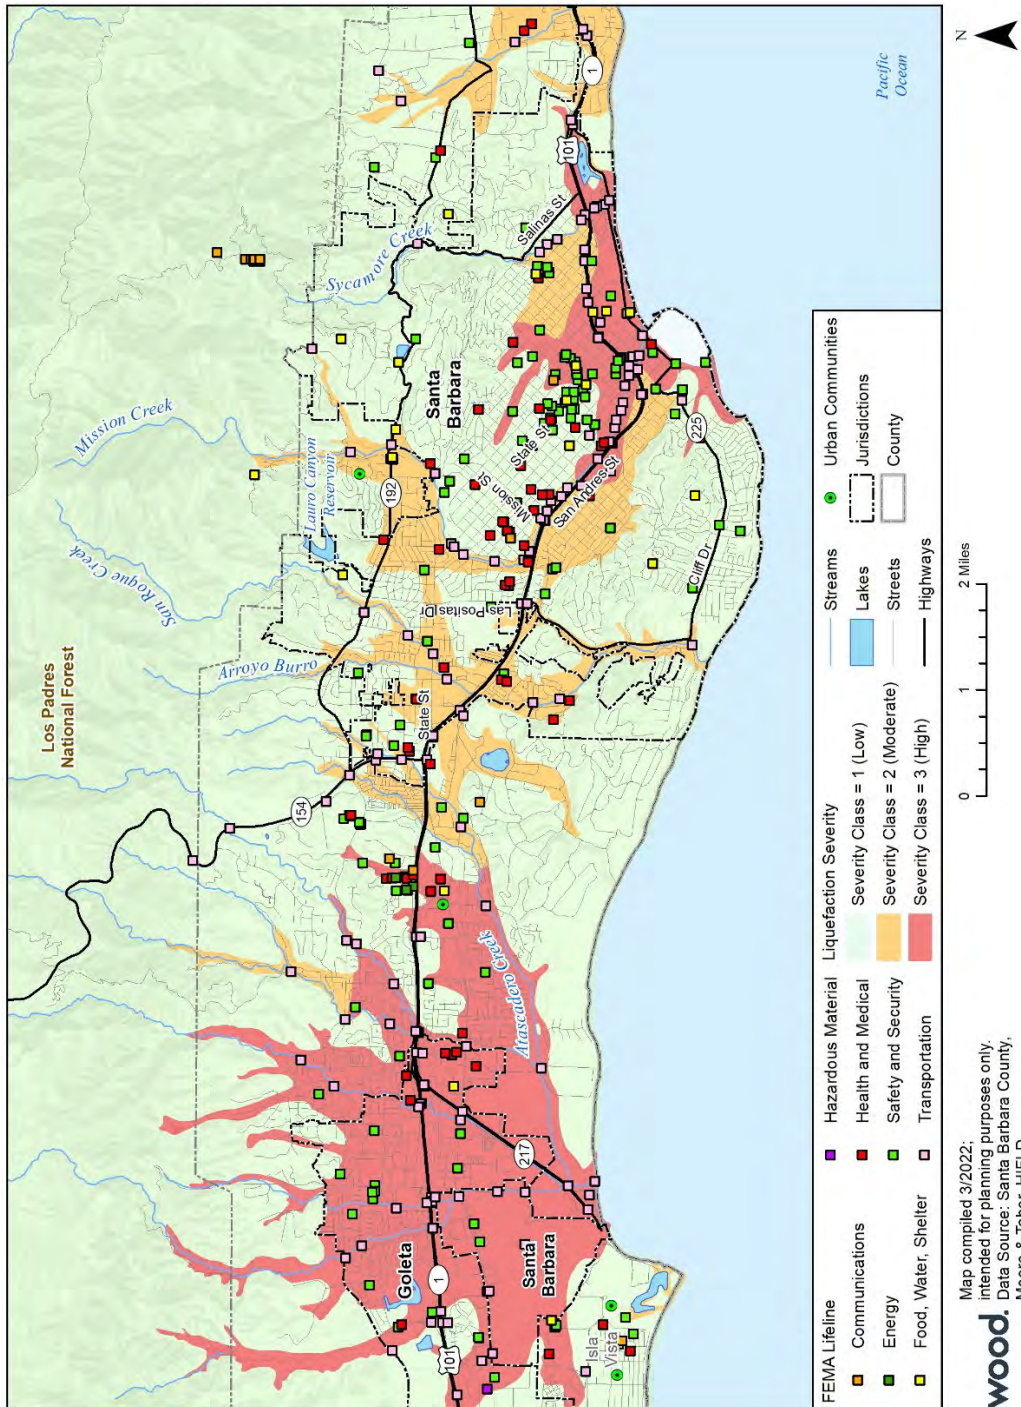 Los Padres
National Forest
San Roque Creek
Mission Creek
Lauro Canyon
Reservoir
Sycamore Creek
Arroyo Burro
154
192
State St
Las Positas Dr
Mission St
State St
San Andres St
Santa
Barbara
Salinas St
101
1
Pacific
Ocean
225
Cliff Dr
Atascadero Creek
217
Goleta
1
101
Santa
Barbara
Isla
Vista
FEMA Lifeline
Communications
Energy
Food, Water, Shelter
Hazardous Material
Health and Medical
Safety and Security
Transportation
Liquefaction Severity
Severity Class = 1 (Low)
Severity Class = 2 (Moderate)
Severity Class = 3 (High)
Streams
Lakes
Streets
Highways
Urban Communities
Jurisdictions
County
wood.
Map compiled 3/2022;
intended for planning purposes only.
Data Source: Santa Barbara County,
0
1
2 Miles
N